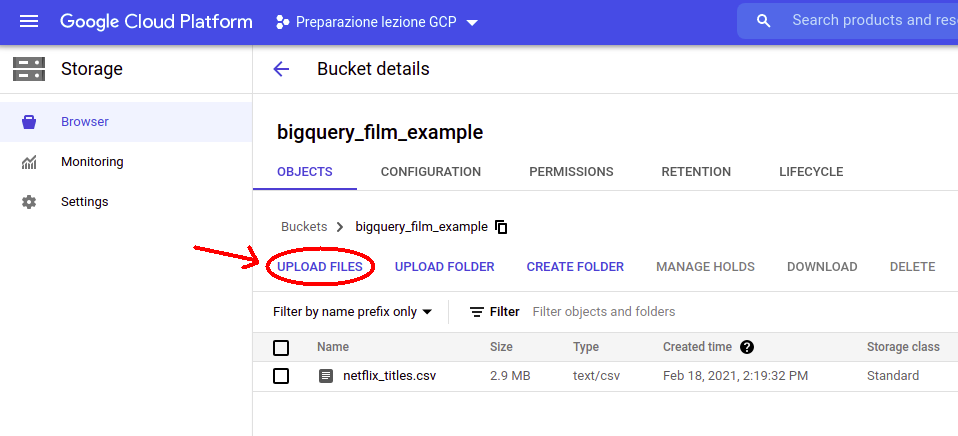 Google Cloud Platform
Preparazione lezione GCP
Search products and res
Storage
Bucket details
Browser
Monitoring
Settings
bigquery_film_example
OBJECTS CONFIGURATION PERMISSIONS RETENTION LIFECYCLE
Buckets bigquery_film_example
UPLOAD FILES UPLOAD FOLDER CREATE FOLDER MANAGE HOLDS DOWNLOAD DELETE
Filter by name prefix only Filter Filter objects and folders
Name Size Type Created time ? Storage class
netflix_titles.csv 2.9 MB text/csv Feb 18, 2021, 2:19:32 PM Standard